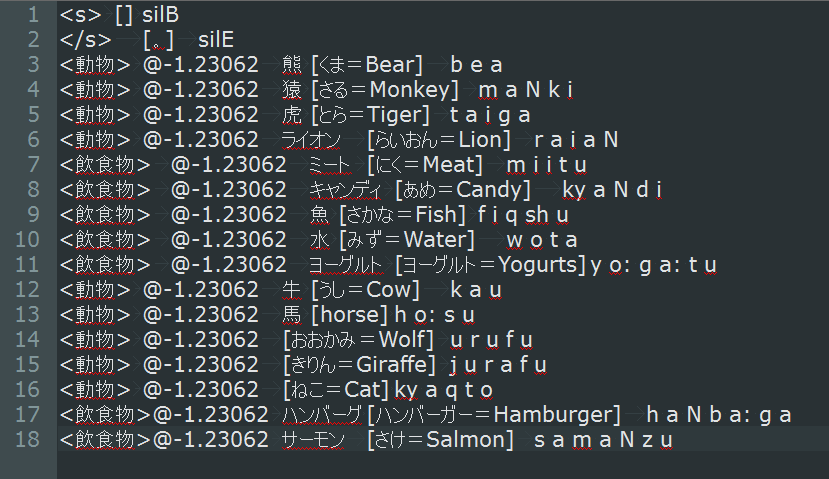 1 <s> [] silB
2 </s> [。] silE
3 <動物> @-1.23062 熊 [くま＝Bear] b e a
4 <動物> @-1.23062 猿 [さる＝Monkey] m a N k i
5 <動物> @-1.23062 虎 [とら＝Tiger] t a i g a
6 <動物> @-1.23062 ライオン [らいおん＝Lion] r a i a N
7 <飲食物> @-1.23062 ミート [にく＝Meat] m i i t u
8 <飲食物> @-1.23062 キャンディ [あめ＝Candy] ky a N d i
9 <飲食物> @-1.23062 魚 [さかな＝Fish] f i q sh u
10 <飲食物> @-1.23062 水 [みず＝Water] w o t a
11 <飲食物> @-1.23062 ヨーグルト [ヨーグルト＝Yogurts] y o: g a: t u
12 <動物> @-1.23062 牛 [うし＝Cow] k a u
13 <動物> @-1.23062 馬 [horse] h o: s u
14 <動物> @-1.23062 [おおかみ＝Wolf] u r u f u
15 <動物> @-1.23062 [きりん＝Giraffe] j u r a f u
16 <動物> @-1.23062 [ねこ＝Cat] ky a q t o
17 <飲食物>@-1.23062 ハンバーグ [ハンバーガー＝Hamburger] h a N b a: g a
18 <飲食物>@-1.23062 サーモン [さけ＝Salmon] s a m a N z u